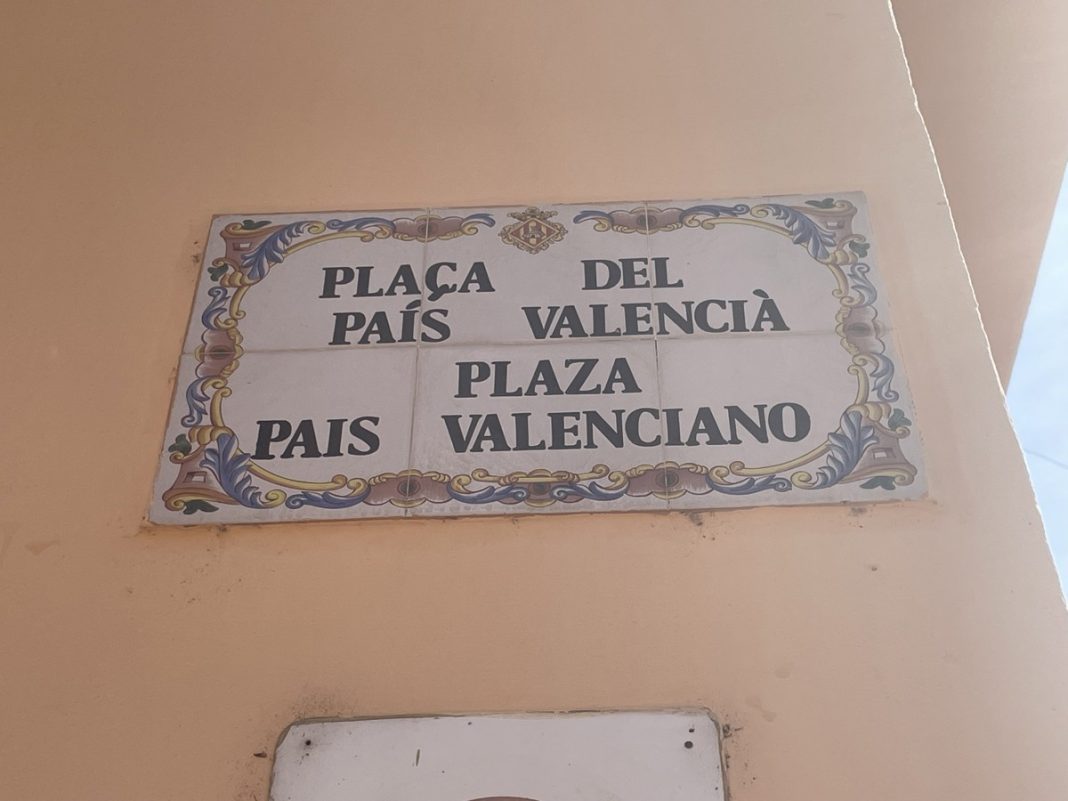 PLAÇA DEL
PAÍS VALENCIÀ
PLAZA
PAIS VALENCIANO